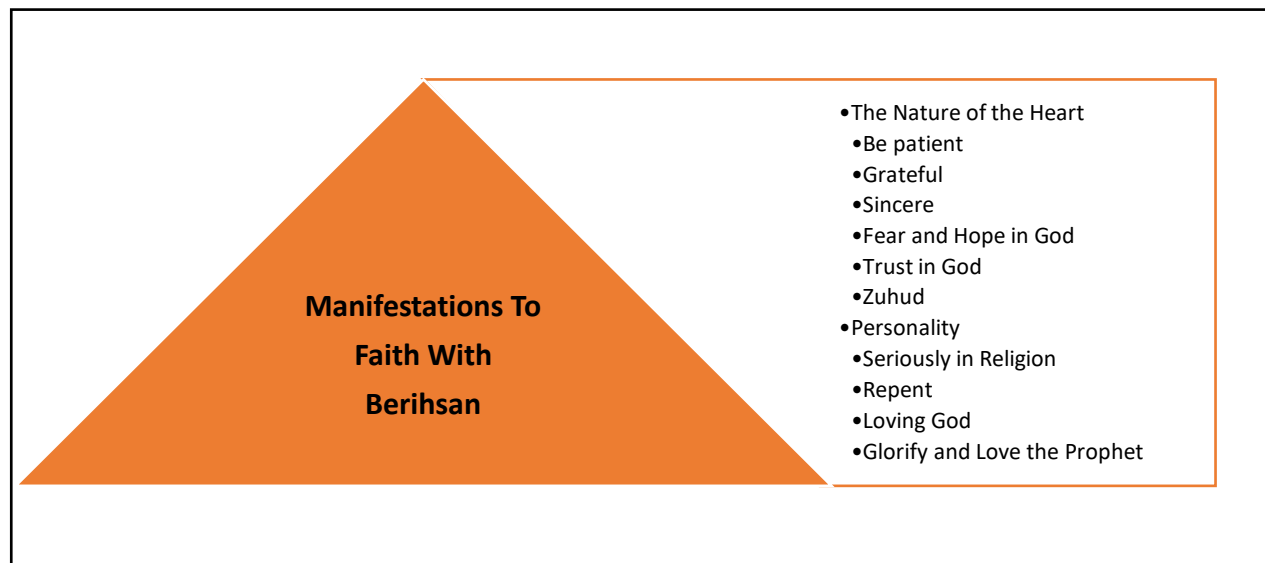 Manifestations To
Faith With
Berihsan
•The Nature of the Heart
•Be patient
•Grateful
•Sincere
•Fear and Hope in God
•Trust in God
•Zuhud
•Personality
•Seriously in Religion
•Repent
•Loving God
•Glorify and Love the Prophet